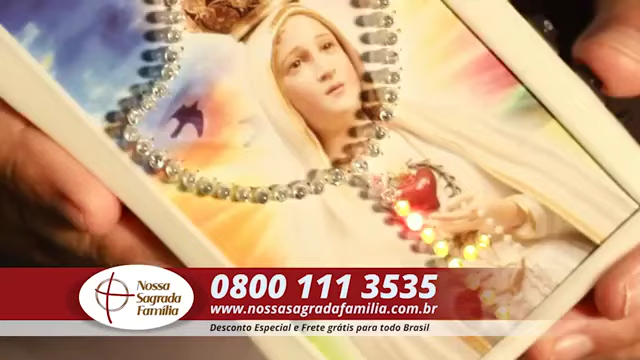 Nossa
Sagrada
Família
0800 111 3535
www.nossasagradafamilia.com.br
Desconto Especial e Frete grátis para todo Brasil